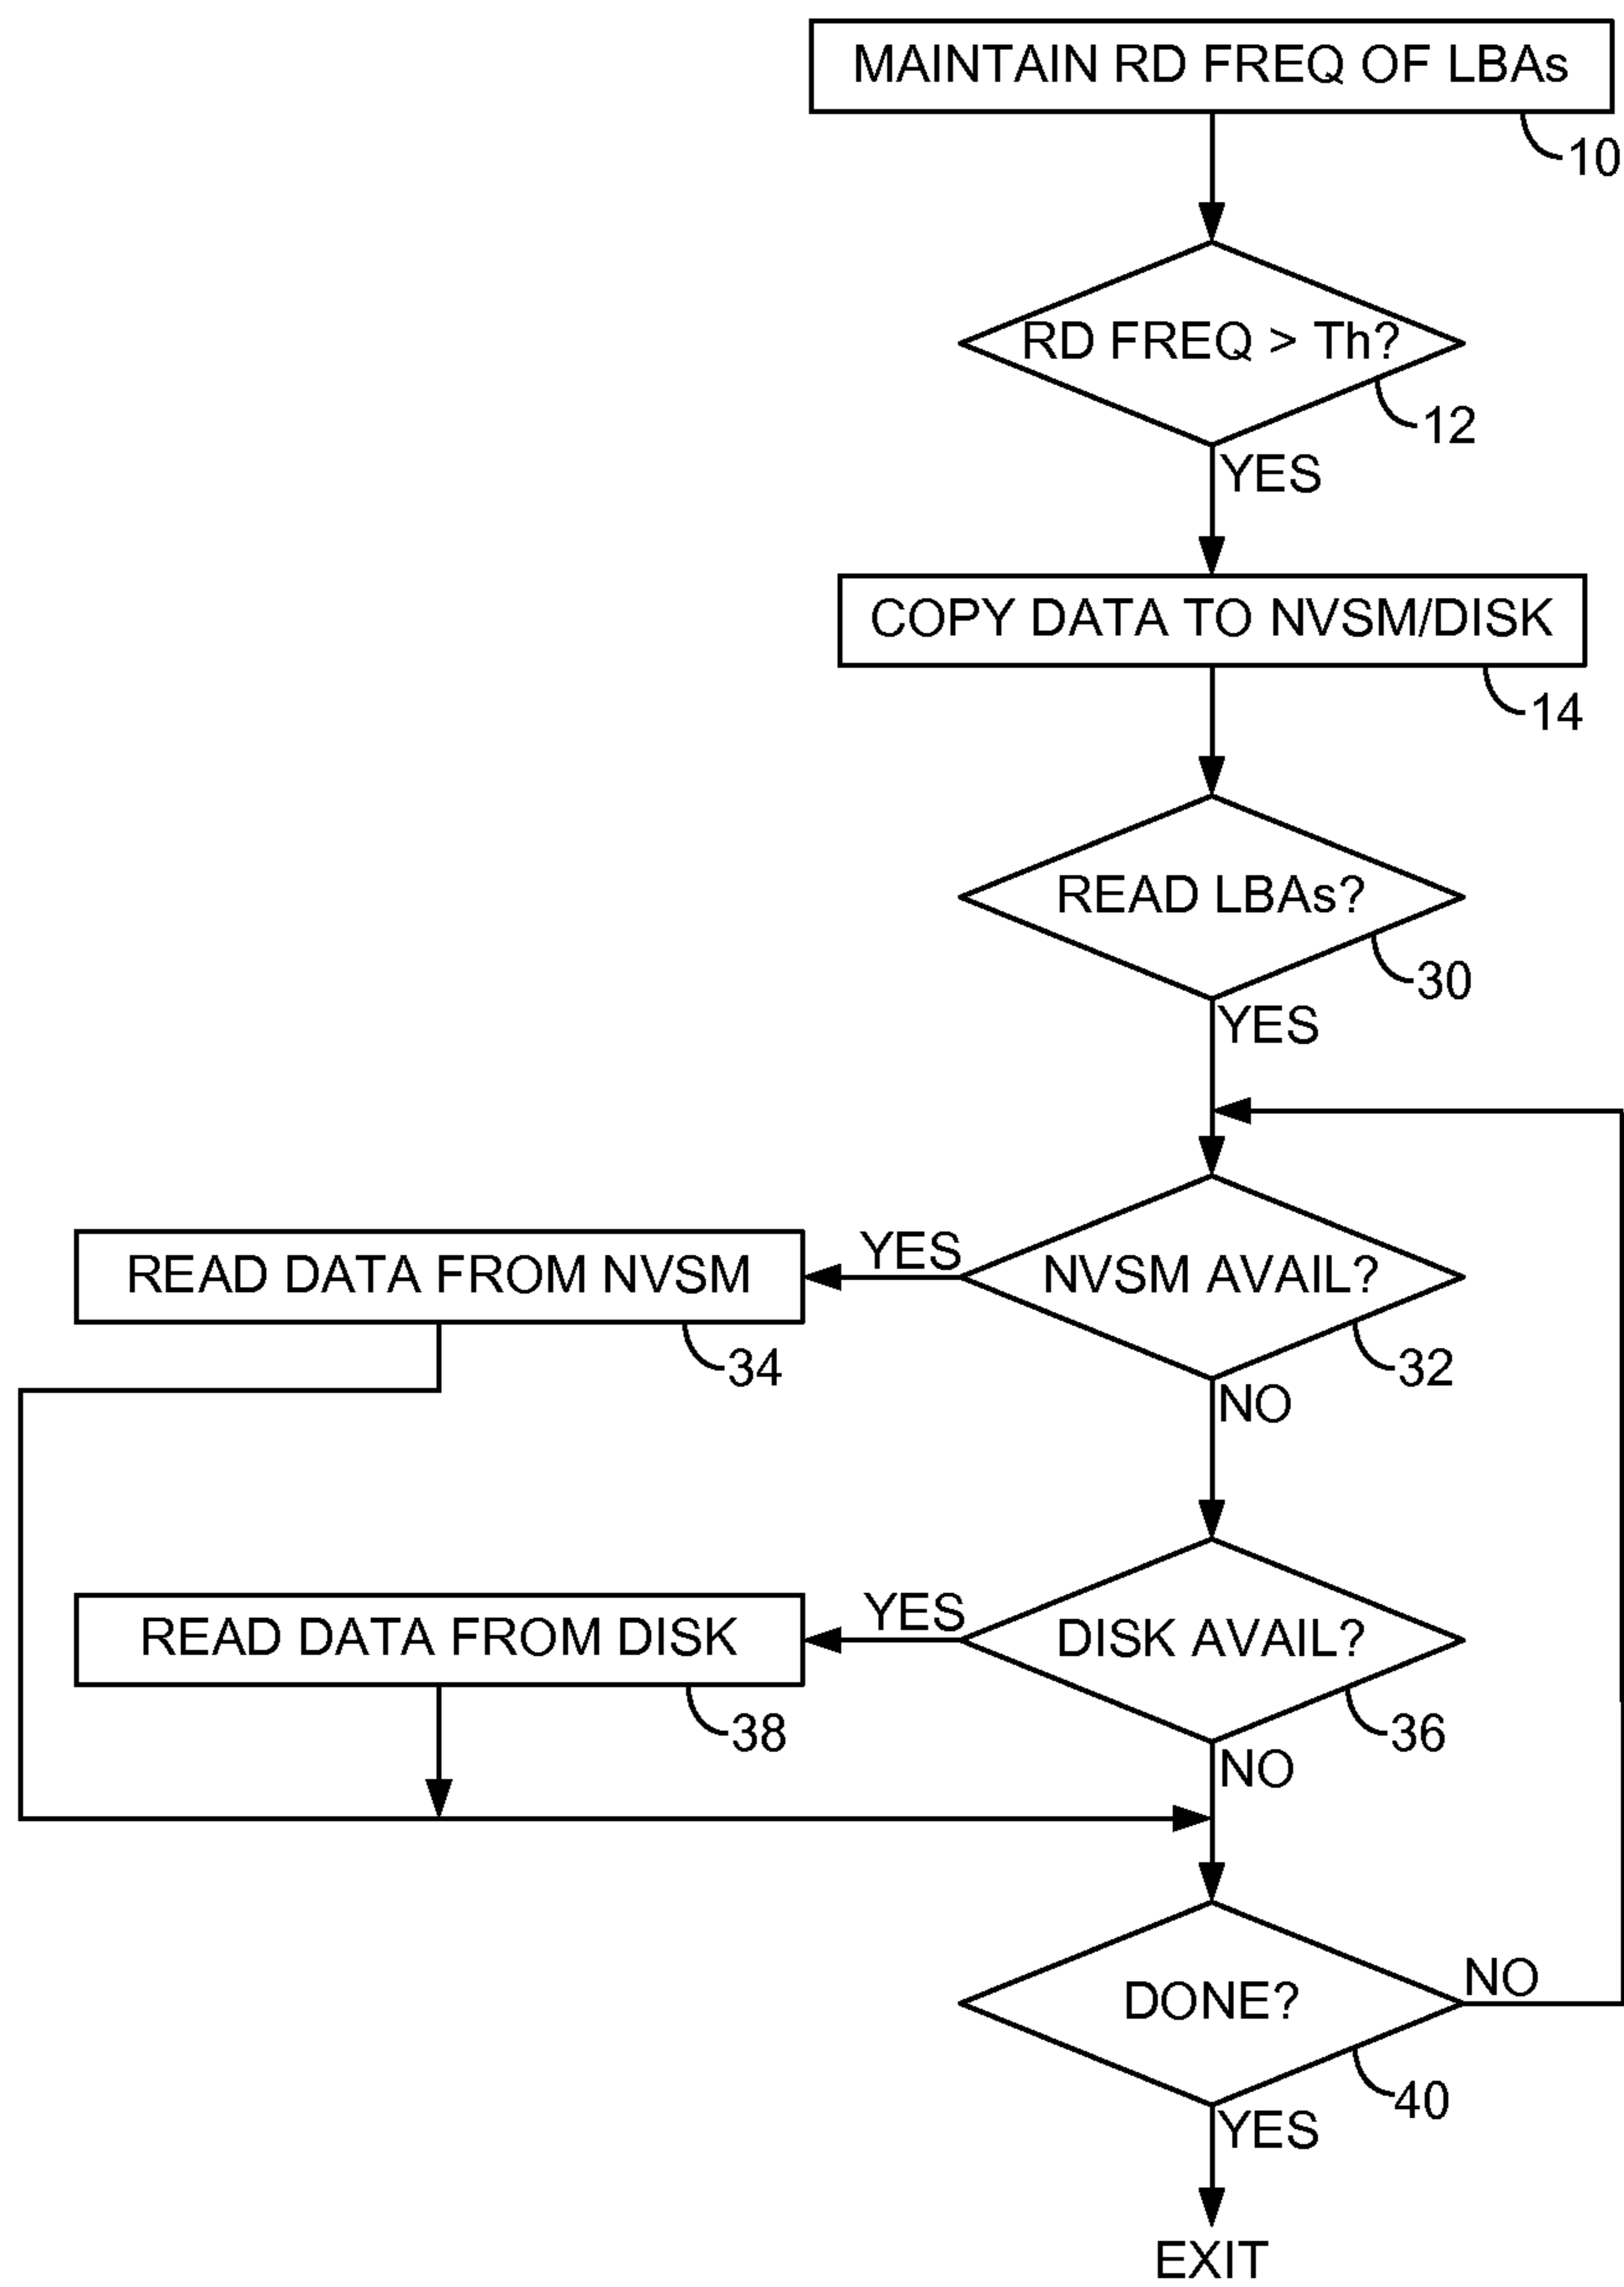 MAINTAIN RD FREQ OF LBAs
10
RD FREQ > Th?
12
YES
COPY DATA TO NVSM/DISK
14
READ LBAs?
30
YES
READ DATA FROM NVSM
YES
NVSM AVAIL?
34
32
NO
READ DATA FROM DISK
YES
DISK AVAIL?
38
36
NO
DONE?
NO
40
YES
EXIT